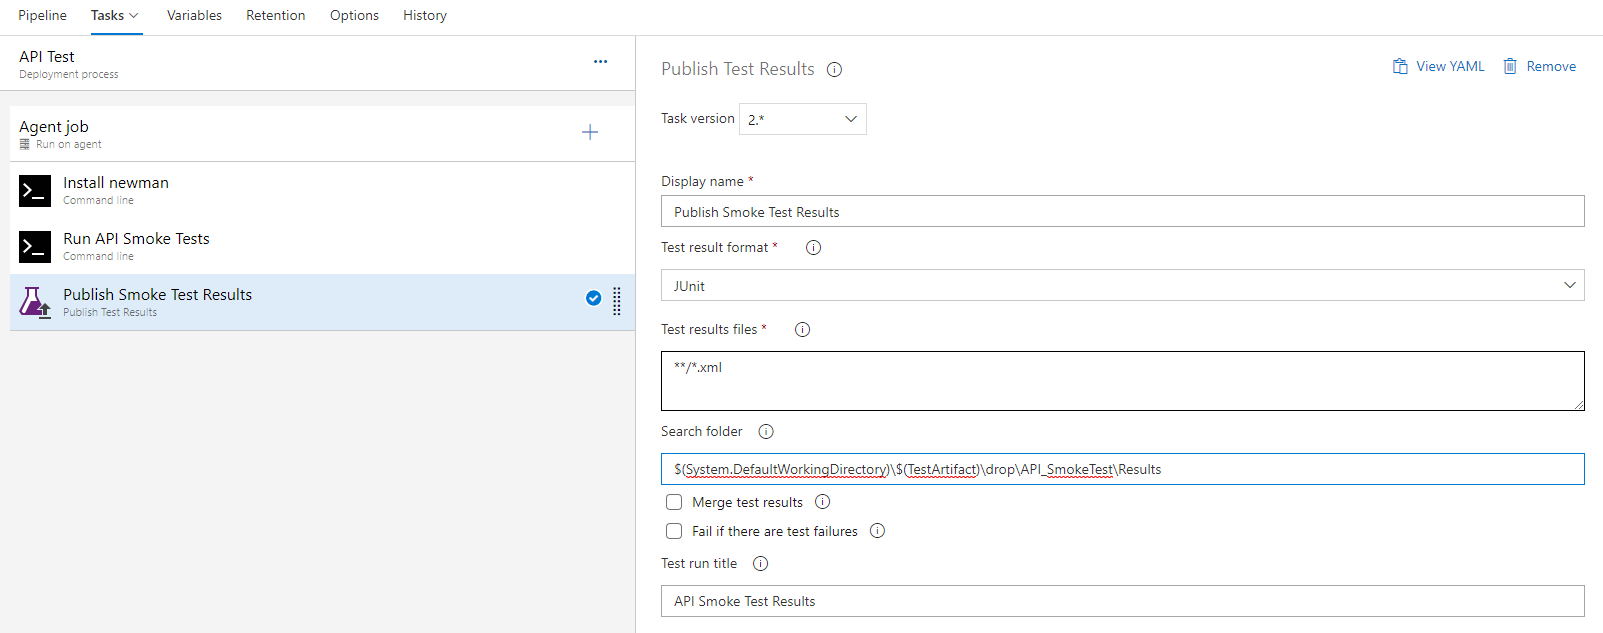 Pipeline Tasks Variables Retention Options History
API Test
Deployment process
Agent job
Run on agent
Install newman
Command line
Run API Smoke Tests
Command line
Publish Smoke Test Results
Publish Test Results
Publish Test Results
View YAML Remove
Task version 2.*
Display name *
Publish Smoke Test Results
Test result format *
JUnit
Test results files *
**/*.xml
Search folder
$(System.DefaultWorkingDirectory)\$(TestArtifact)\drop\API_SmokeTest\Results
Merge test results
Fail if there are test failures
Test run title
API Smoke Test Results